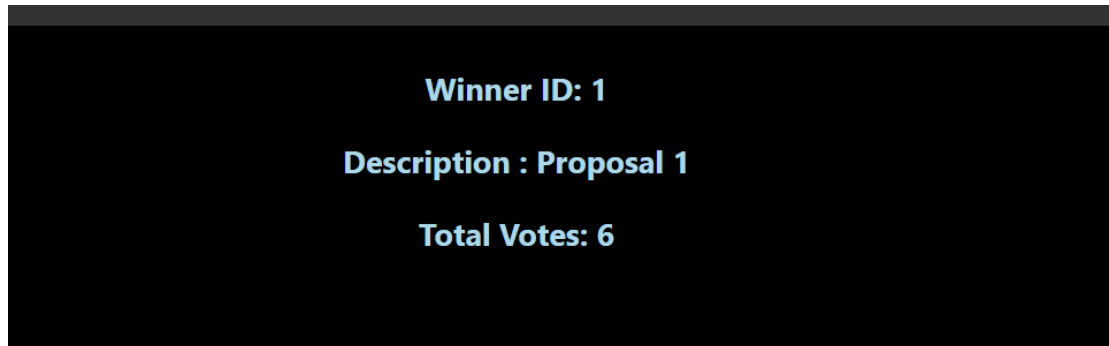 Winner ID: 1
Description : Proposal 1
Total Votes: 6